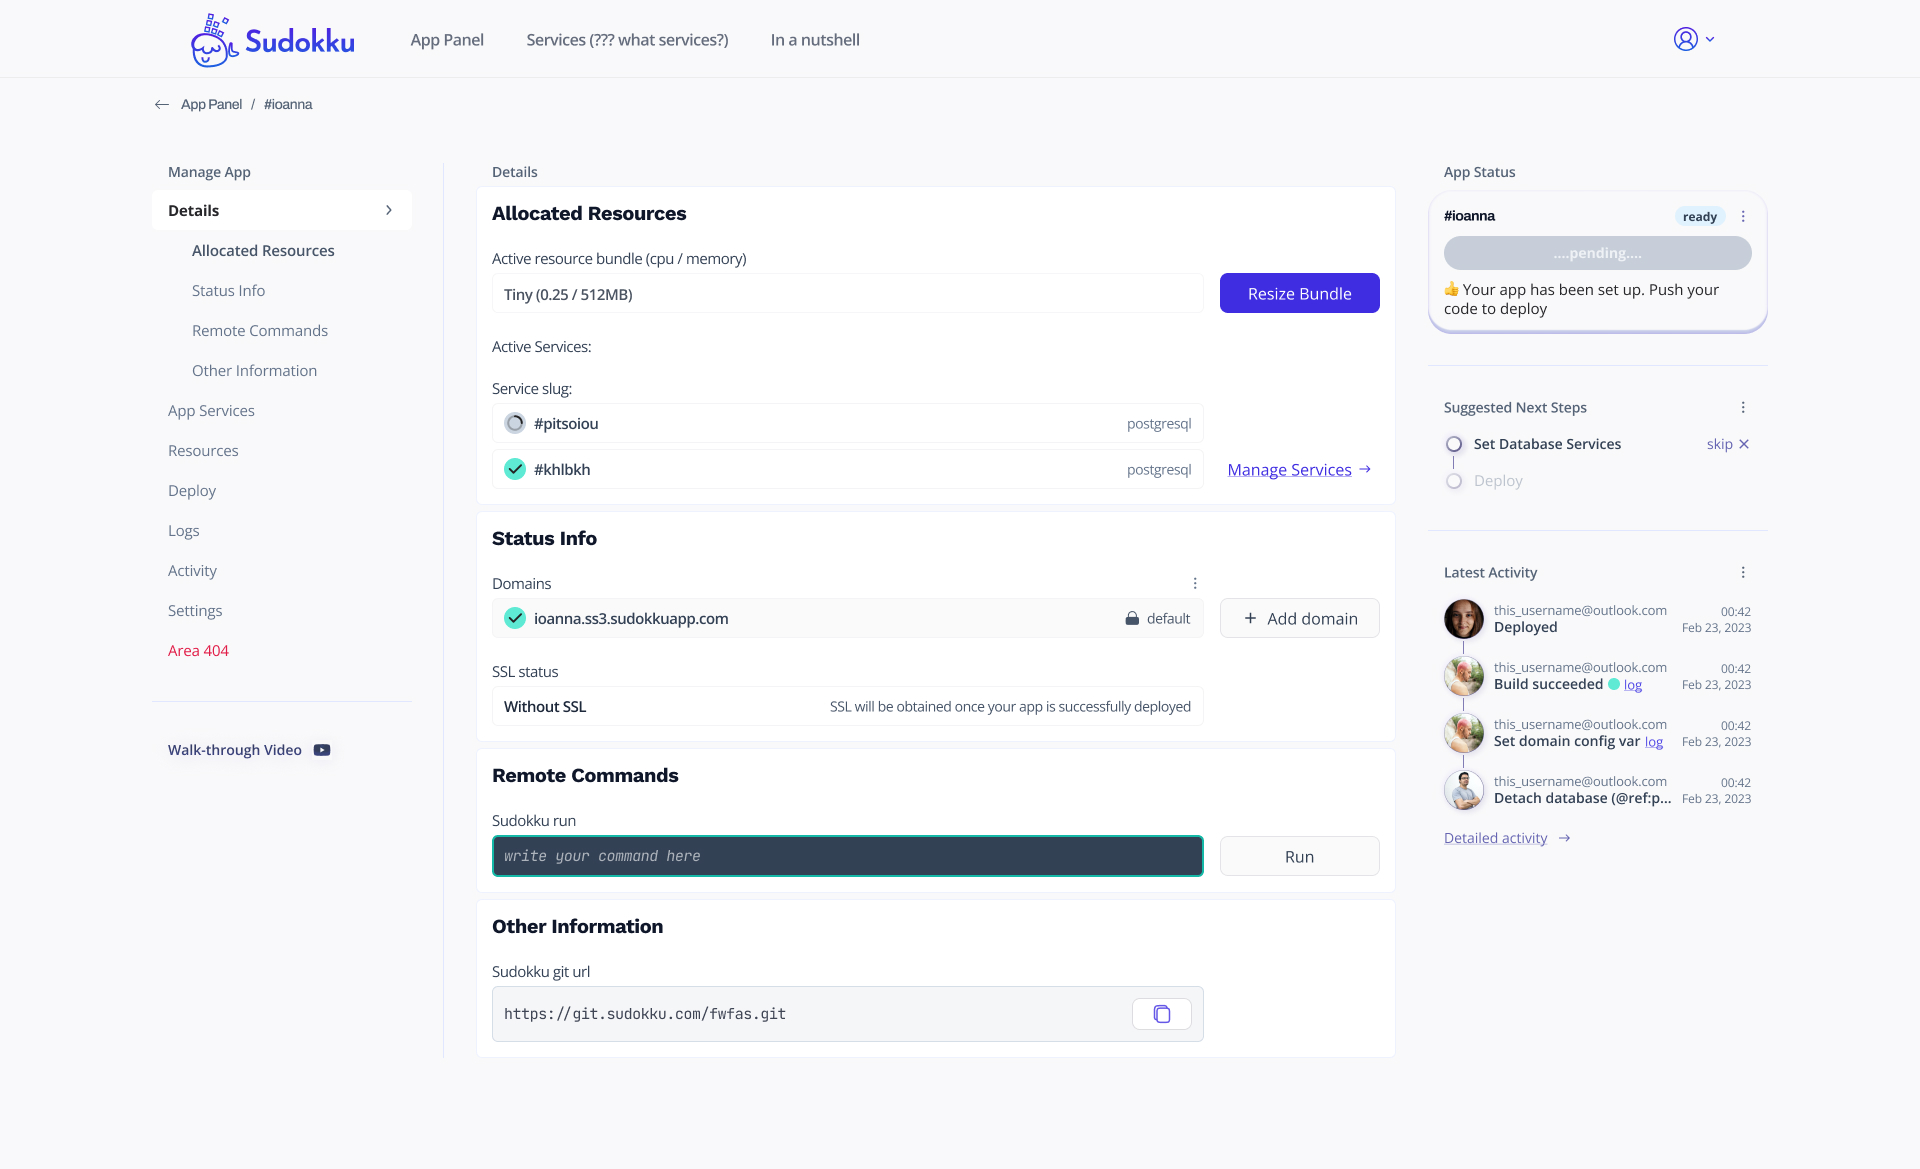 Sudokku
App Panel
Services (??? what services?)
In a nutshell
App Panel / #ioanna
Manage App
Details
Allocated Resources
Status Info
Remote Commands
Other Information
App Services
Resources
Deploy
Logs
Activity
Settings
Area 404
Walk-through Video
Details
Allocated Resources
Active resource bundle (cpu / memory)
Tiny (0.25 / 512MB)
Resize Bundle
Active Services:
Service slug:
#pitsoiou postgresql
#khlbkh postgresql
Manage Services
Status Info
Domains
ioanna.ss3.sudokkuapp.com default
Add domain
SSL status
Without SSL SSL will be obtained once your app is successfully deployed
Remote Commands
Sudokku run
write your command here
Run
Other Information
Sudokku git url
https://git.sudokku.com/fwfas.git
App Status
#ioanna ready
....pending....
👍 Your app has been set up. Push your
code to deploy
Suggested Next Steps
Set Database Services skip
Deploy
Latest Activity
this_username@outlook.com 00:42
Deployed Feb 23, 2023
this_username@outlook.com 00:42
Build succeeded log Feb 23, 2023
this_username@outlook.com 00:42
Set domain config var log Feb 23, 2023
this_username@outlook.com 00:42
Detach database (@ref:p... Feb 23, 2023
Detailed activity